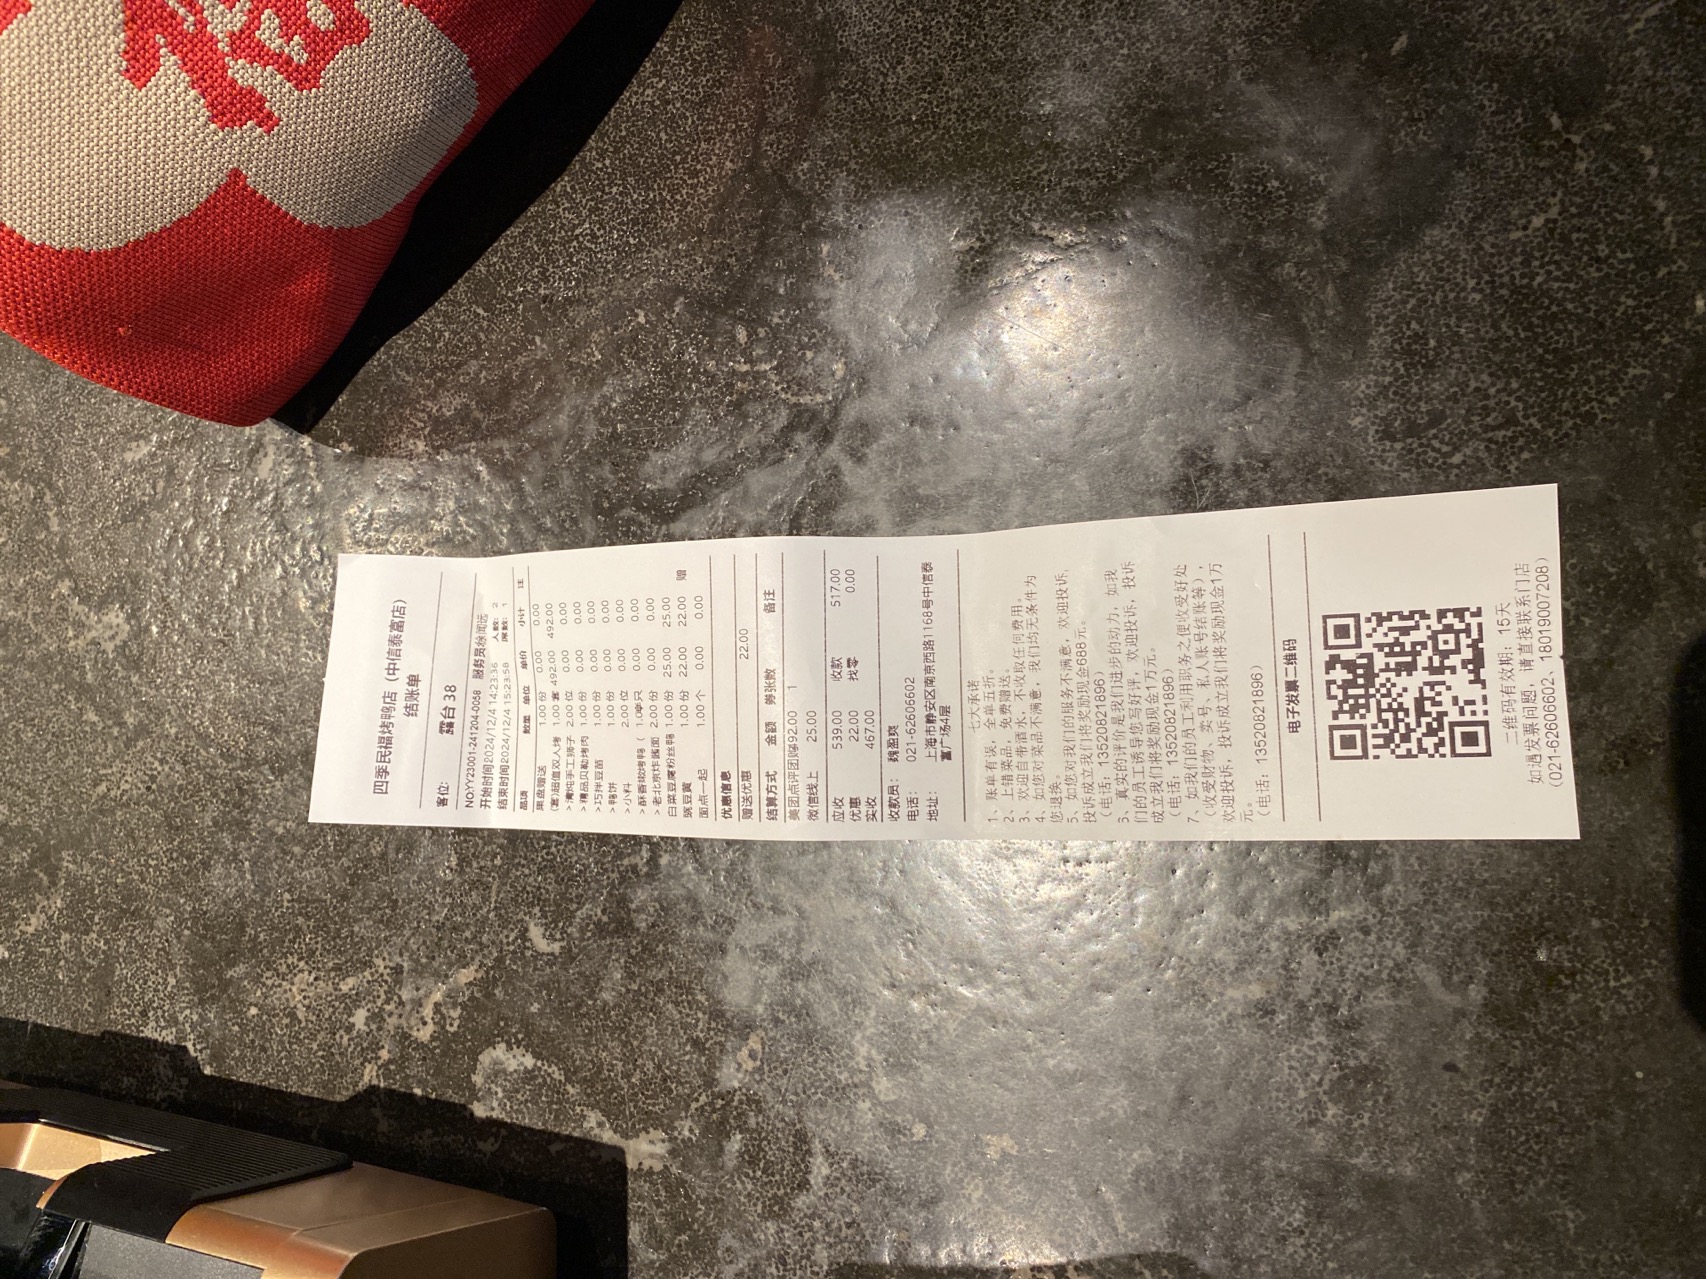 四季民福烤鸭店（中信泰富店）
结账单
客位: 露台38
NO:YY23001-241204-0068 服务员徐闻远
开始时间2024/12/4 14:23:36 人数: 2
结束时间2024/12/4 15:23:58 席数: 1
品项 数量 单位 单价 小计 注
果盘赠送 1.00 份 0.00 0.00
(套)超值双人烤 1.00 套 492.00 492.00
>清炖手工狮子 2.00 位 0.00 0.00
>精品贝勒烤肉 1.00 份 0.00 0.00
>巧拌豆苗 1.00 份 0.00 0.00
>鸭饼 1.00 份 0.00 0.00
>小料 2.00 位 0.00 0.00
>酥香嫩烤鸭（ 1.0 只 0.00 0.00
>老北京炸酱面 2.00 份 0.00 0.00
白菜豆腐粉丝鸭 1.00 份 25.00 25.00
豌豆黄 1.00 份 22.00 22.00 赠
面点一起 1.00 个 0.00 0.00
优惠信息
赠送优惠 22.00
结算方式 金额 券张数 备注
美团点评团购 92.00 1
微信线上 25.00
应收 539.00 收款 517.00
优惠 22.00 找零 0.00
实收 467.00
收款员: 魏盈爽
电话: 021-62606602
地址: 上海市静安区南京西路1168号中信泰
富广场4层
七大承诺
1、账单有误，全单五折。
2、上错菜品，免费赠送。
3、欢迎自带酒水，不收取任何费用。
4、如您对菜品不满意，我们均无条件为
您退换。
5、如您对我们的服务不满意，欢迎投诉，
投诉成立我们将奖励现金688元。
(电话: 13520821896)
6、真实的评价是我们进步的动力，如我
们的员工诱导您写好评，欢迎投诉，投诉
成立我们将奖励现金1万元。
(电话: 13520821896)
7、如我们的员工利用职务之便收受好处
（收受财物、卖号、私人账号结账等），
欢迎投诉，投诉成立我们将奖励现金1万
元。
(电话: 13520821896)
电子发票二维码
二维码有效期: 15天
如遇发票问题，请直接联系门店
(021-62606602、18019007208)